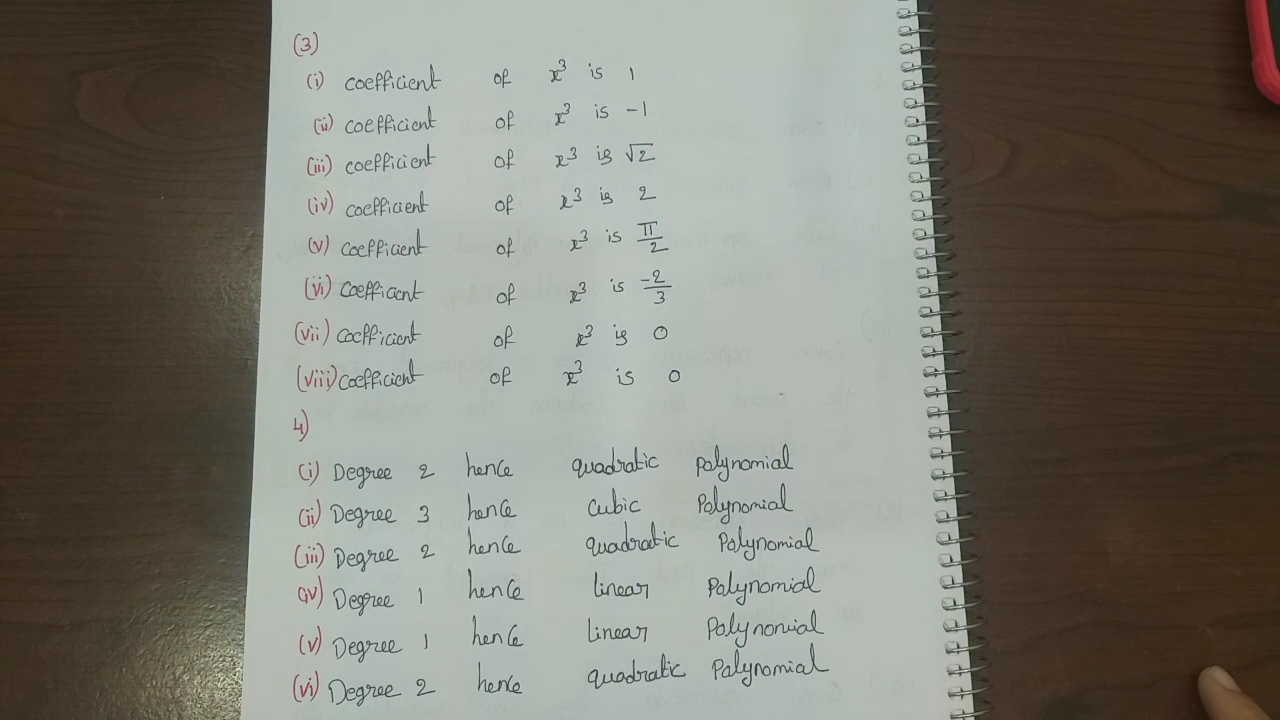 (3)
(i) coefficient of x³ is 1
(ii) coefficient of x³ is -1
(iii) coefficient of x³ is √2
(iv) coefficient of x³ is 2
(v) coefficient of x³ is π/2
(vi) coefficient of x³ is -2/3
(vii) coefficient of x³ is 0
(viii) coefficient of x³ is 0
4)
(i) Degree 2 hence quadratic Polynomial
(ii) Degree 3 hence cubic Polynomial
(iii) Degree 2 hence quadratic Polynomial
(iv) Degree 1 hence linear Polynomial
(v) Degree 1 hence linear Polynomial
(vi) Degree 2 hence quadratic Polynomial